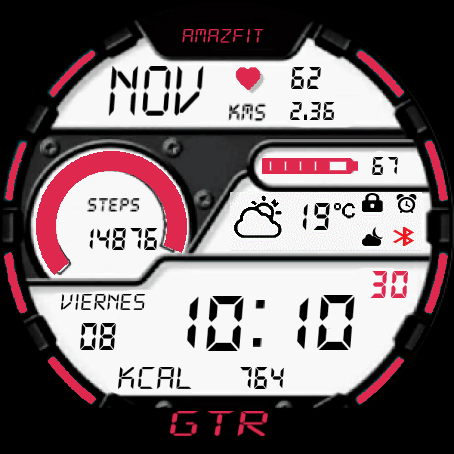 AMAZFIT
NOV 62
KMS 2.36
67
STEPS
14876
19°C
30
VIERNES
08
10:10
KCAL 764
GTR